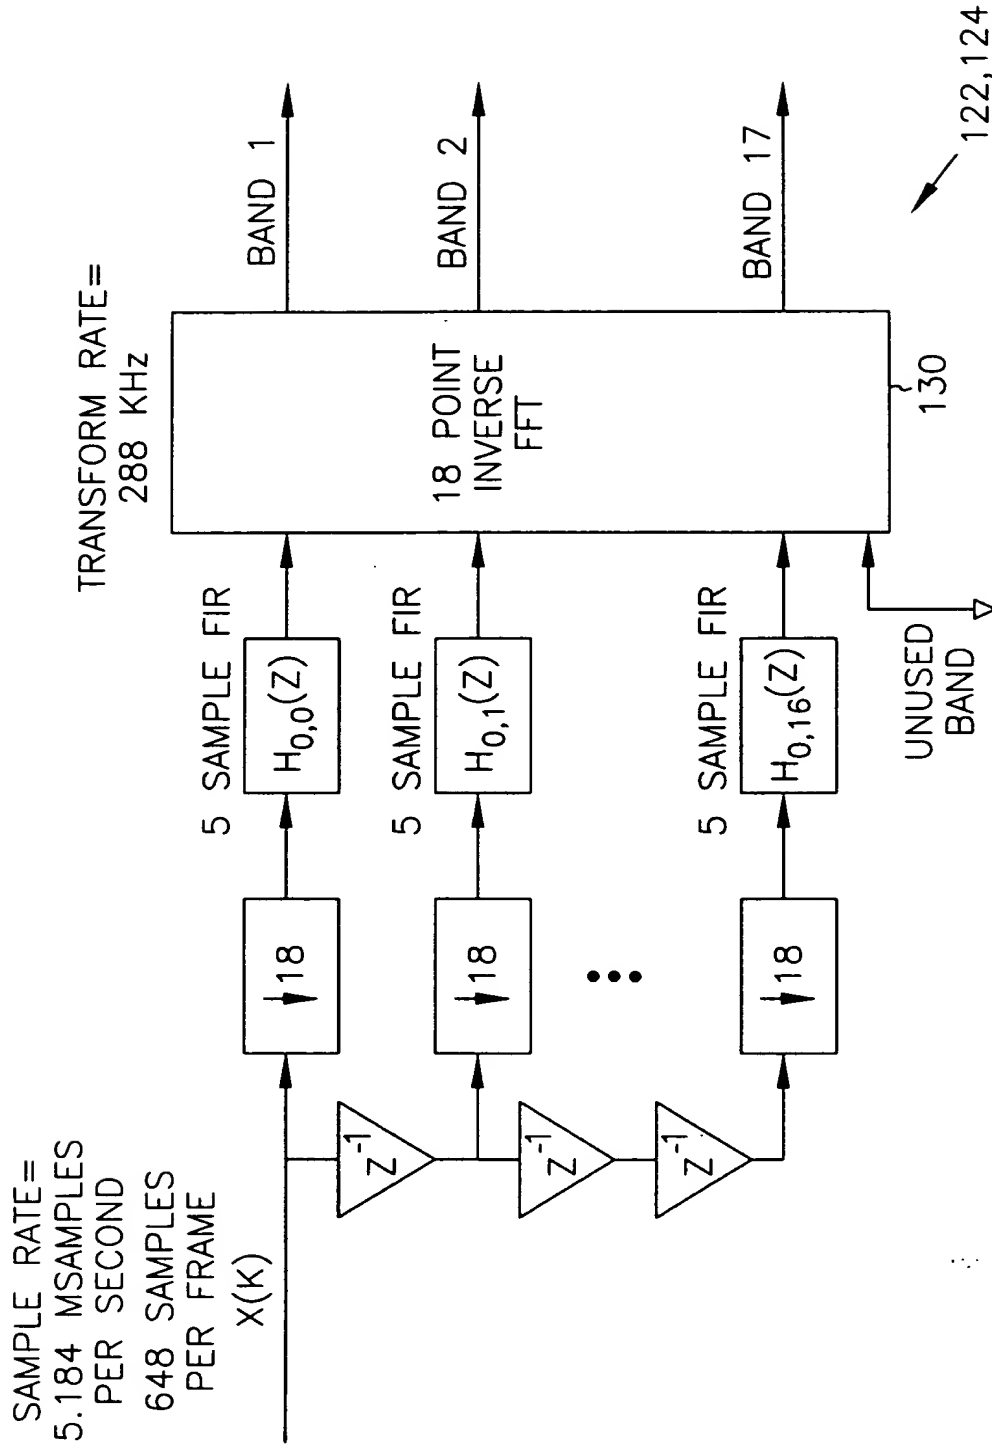 SAMPLE RATE=
5.184 MSAMPLES
PER SECOND
648 SAMPLES
PER FRAME
X(K)
Z-1
Z-1
Z-1
↓18
↓18
•••
↓18
5 SAMPLE FIR
H0,0(Z)
5 SAMPLE FIR
H0,1(Z)
5 SAMPLE FIR
H0,16(Z)
UNUSED
BAND
TRANSFORM RATE=
288 KHz
18 POINT
INVERSE
FFT
130
BAND 1
BAND 2
BAND 17
122,124